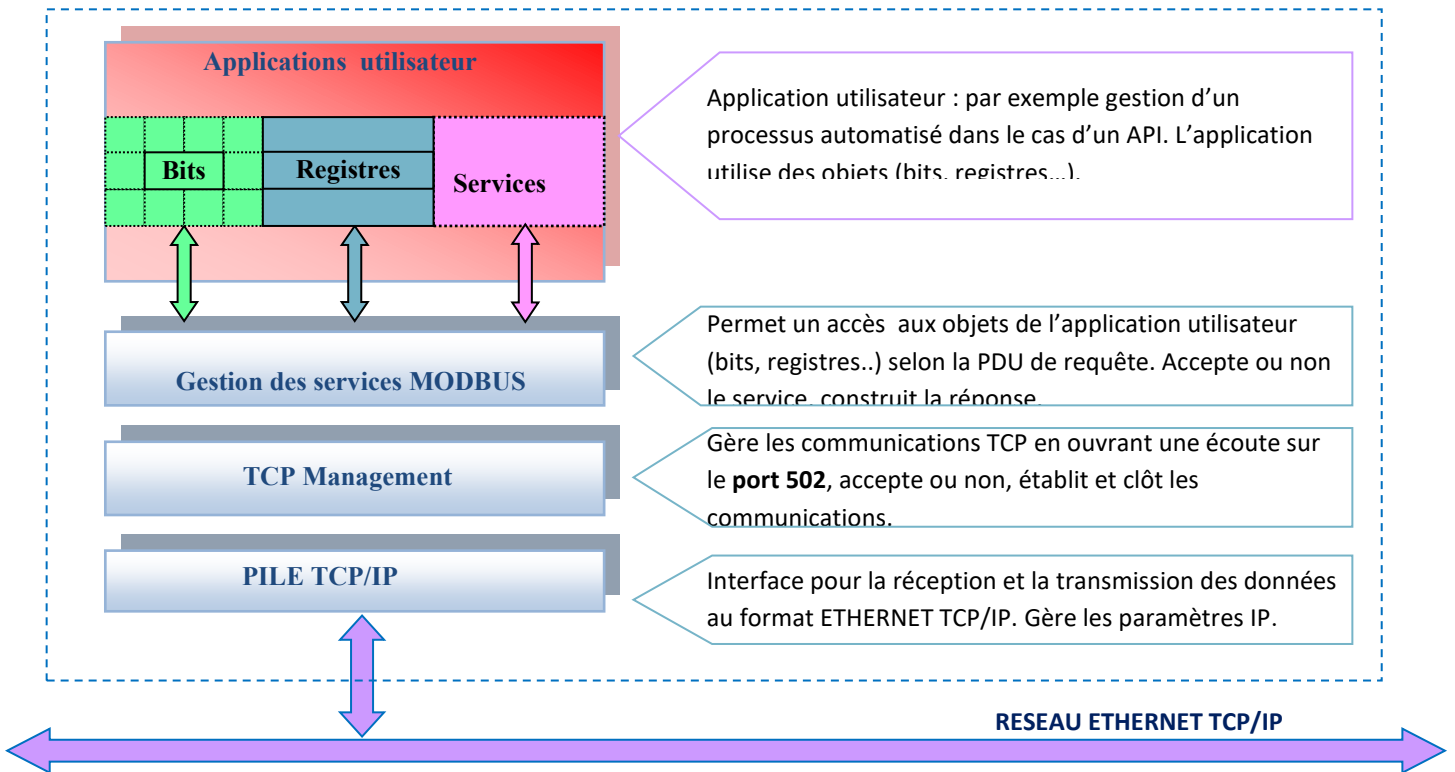 Applications utilisateur
Bits
Registres
Services
Application utilisateur : par exemple gestion d’un
processus automatisé dans le cas d’un API. L’application
utilise des objets (bits, registres…).
Gestion des services MODBUS
Permet un accès aux objets de l’application utilisateur
(bits, registres..) selon la PDU de requête. Accepte ou non
le service, construit la réponse.
TCP Management
Gère les communications TCP en ouvrant une écoute sur
le port 502, accepte ou non, établit et clôt les
communications.
PILE TCP/IP
Interface pour la réception et la transmission des données
au format ETHERNET TCP/IP. Gère les paramètres IP.
RESEAU ETHERNET TCP/IP